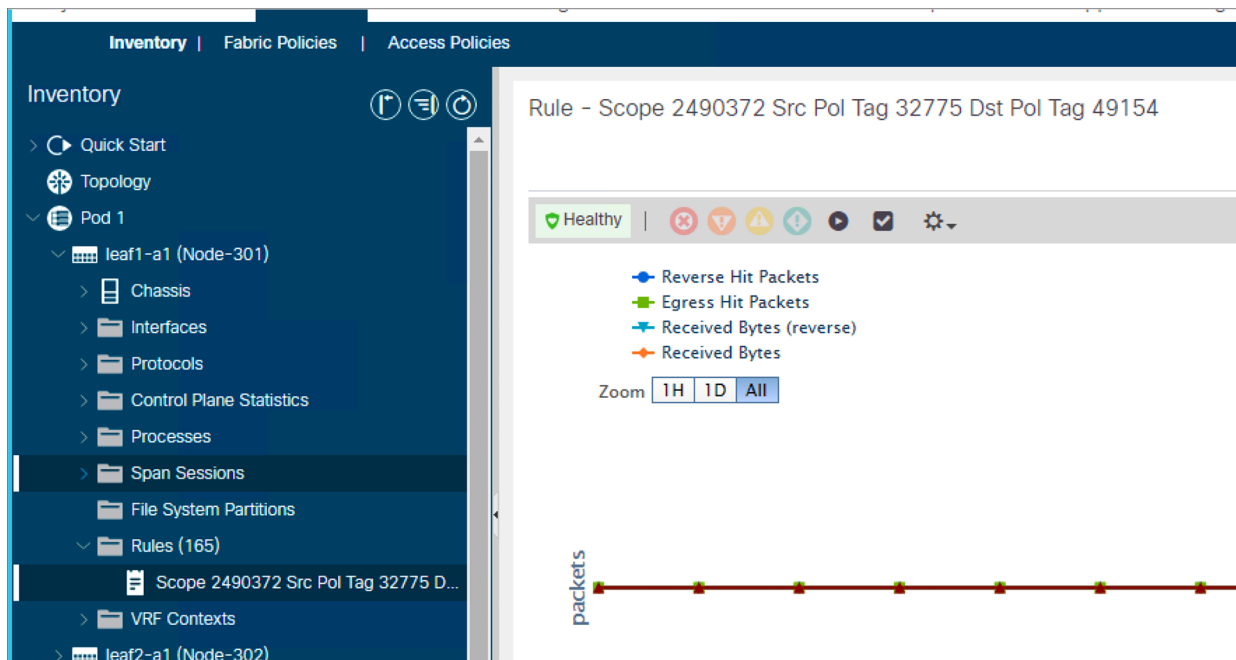 Inventory | Fabric Policies | Access Policies
Inventory
Quick Start
Topology
Pod 1
leaf1-a1 (Node-301)
Chassis
Interfaces
Protocols
Control Plane Statistics
Processes
Span Sessions
File System Partitions
Rules (165)
Scope 2490372 Src Pol Tag 32775 D...
VRF Contexts
leaf2-a1 (Node-302)
Rule - Scope 2490372 Src Pol Tag 32775 Dst Pol Tag 49154
Healthy |
Reverse Hit Packets
Egress Hit Packets
Received Bytes (reverse)
Received Bytes
Zoom 1H 1D All
packets